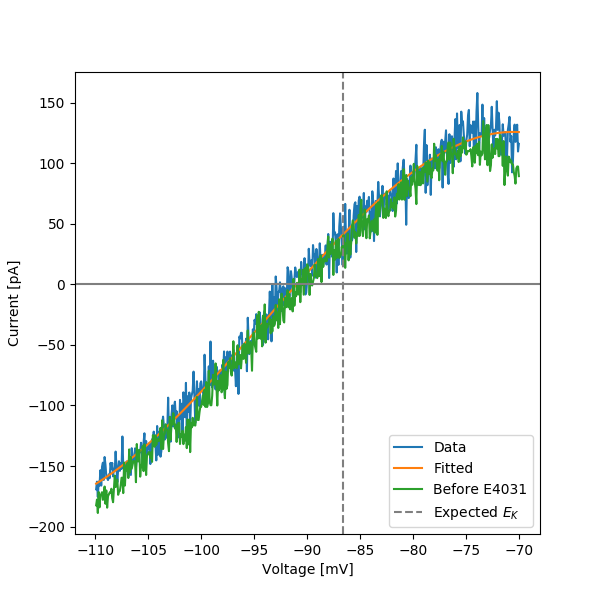 150
100
50
0
−50
−100
−150
−200
Current [pA]
Data
Fitted
Before E4031
Expected E_K
−110
−105
−100
−95
−90
−85
−80
−75
−70
Voltage [mV]